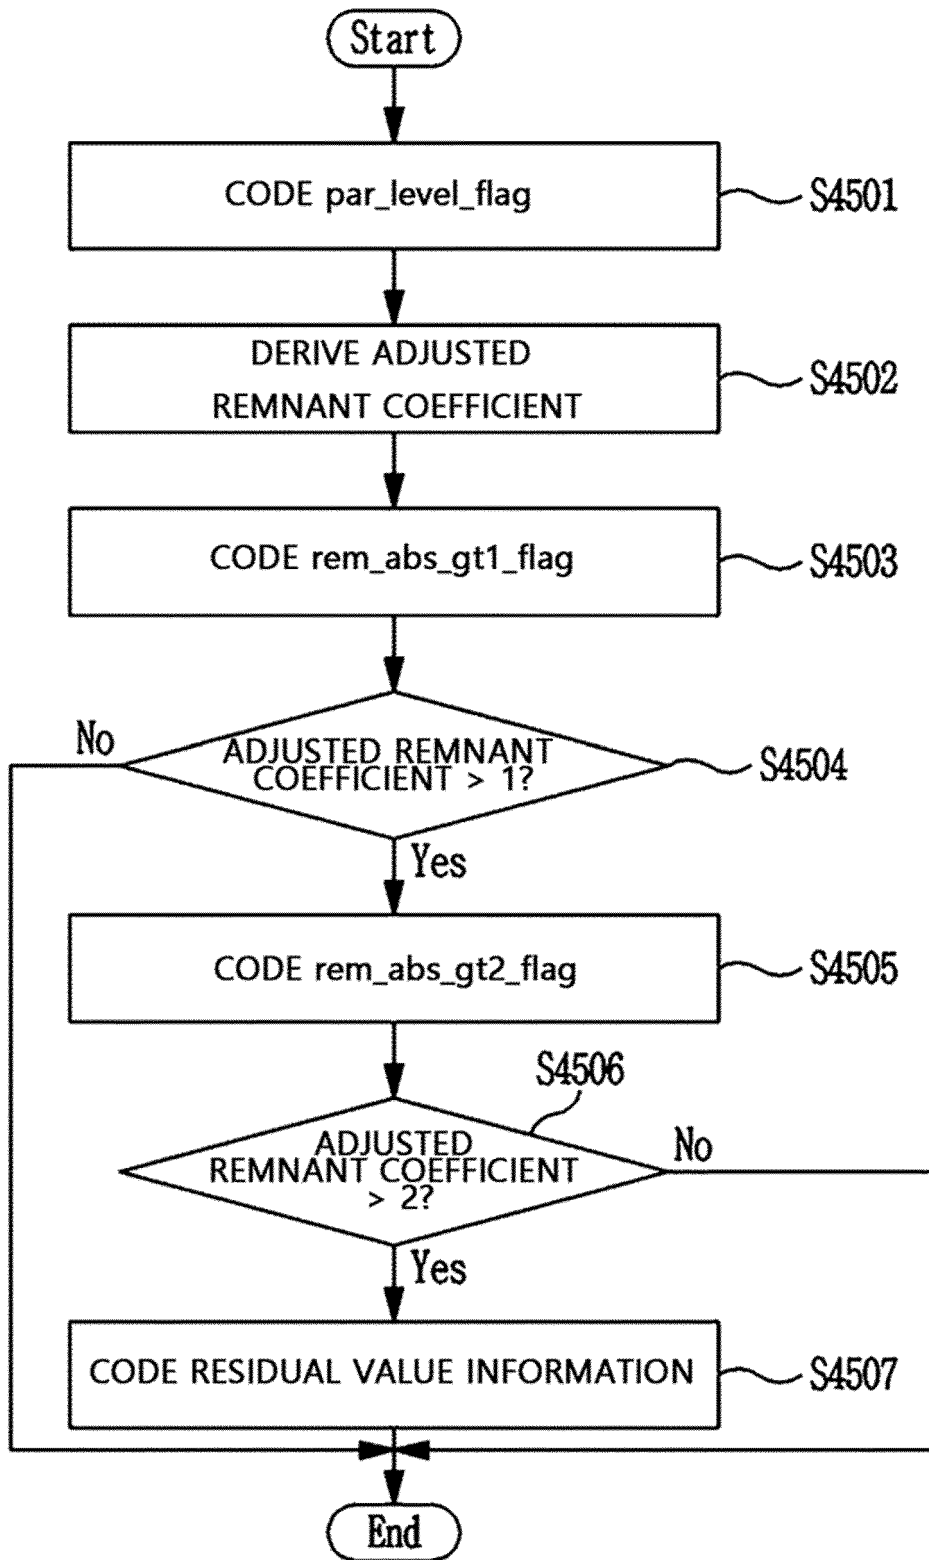 Start
CODE par_level_flag
S4501
DERIVE ADJUSTED
REMNANT COEFFICIENT
S4502
CODE rem_abs_gt1_flag
S4503
No
ADJUSTED REMNANT
COEFFICIENT > 1?
S4504
Yes
CODE rem_abs_gt2_flag
S4505
S4506
ADJUSTED
REMNANT COEFFICIENT
> 2?
No
Yes
CODE RESIDUAL VALUE INFORMATION
S4507
End